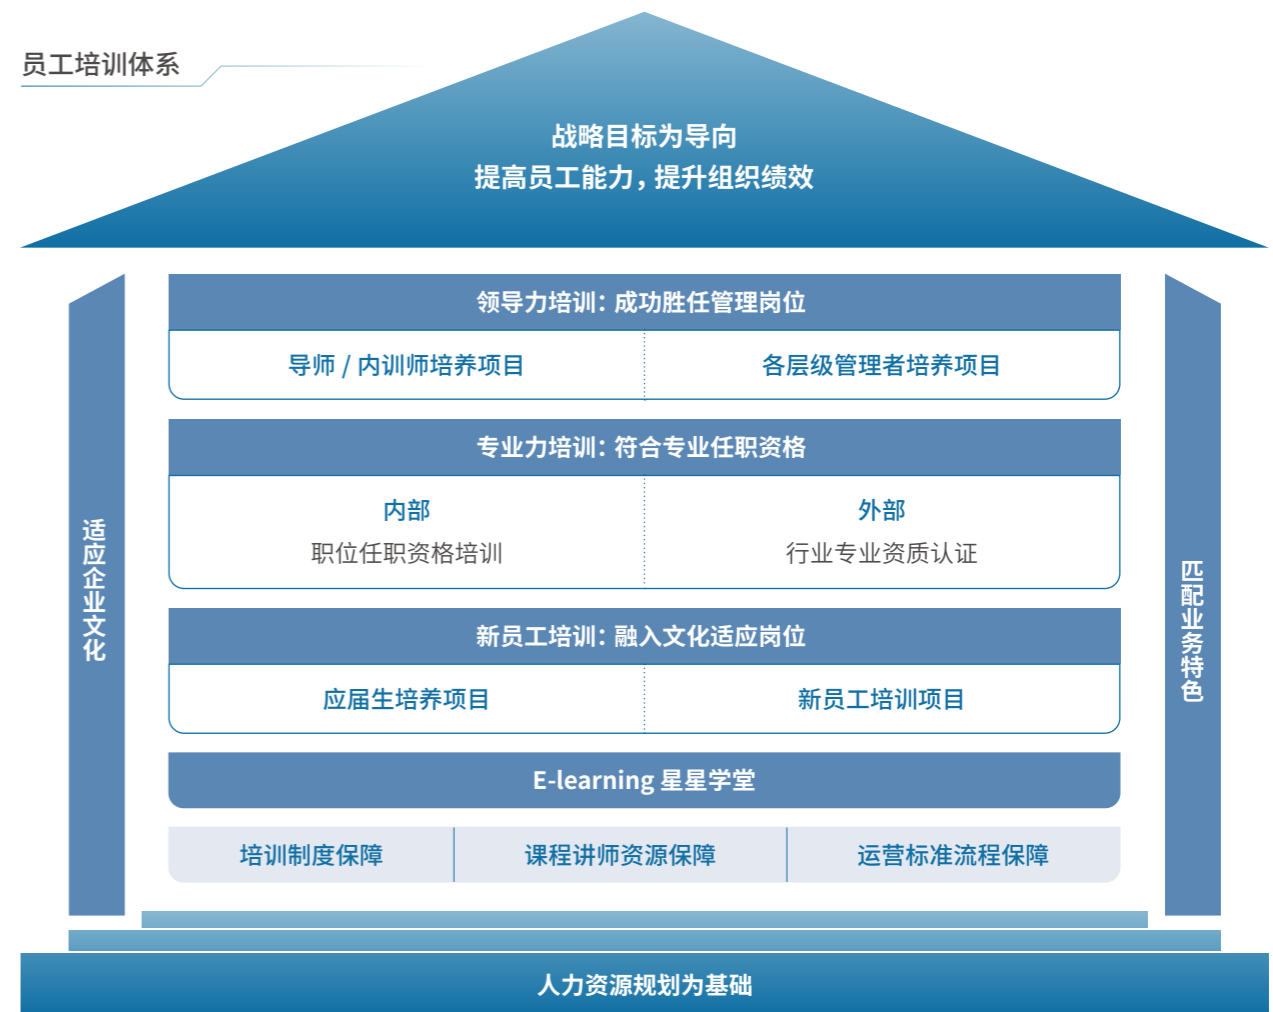 员工培训体系
战略目标为导向
提高员工能力，提升组织绩效
领导力培训：成功胜任管理岗位
导师 / 内训师培养项目
各层级管理者培养项目
专业力培训：符合专业任职资格
内部
职位任职资格培训
外部
行业专业资质认证
新员工培训：融入文化适应岗位
应届生培养项目
新员工培训项目
E-learning 星星学堂
培训制度保障
课程讲师资源保障
运营标准流程保障
适应企业文化
匹配业务特色
人力资源规划为基础